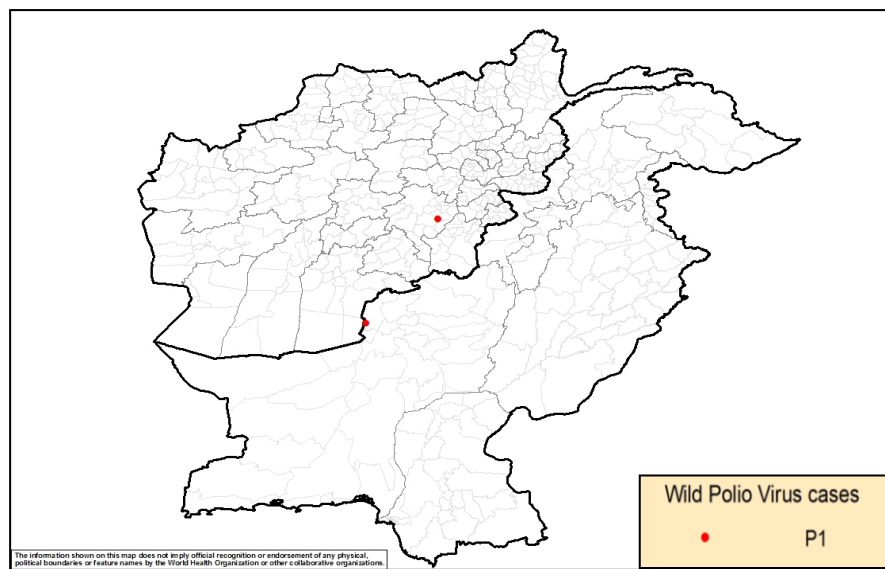 Wild Polio Virus cases
P1
The information shown on this map does not imply official recognition or endorsement of any physical,
political boundaries or feature names by the World Health Organization or other collaborative organizations.